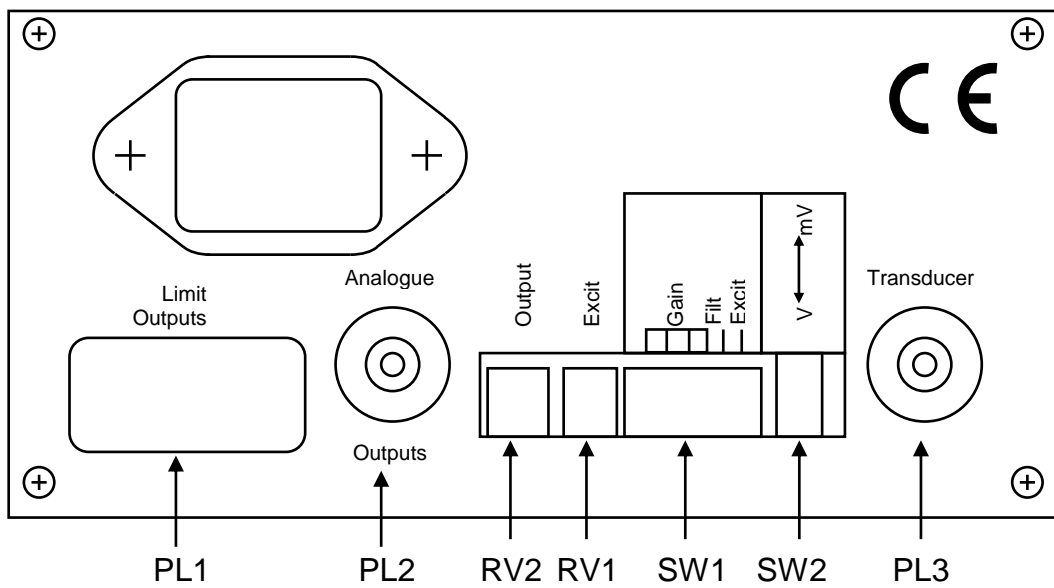 CE
Limit
Outputs
Analogue
Outputs
Output
Excit
Gain
Filt
Excit
V
mV
Transducer
PL1 PL2 RV2 RV1 SW1 SW2 PL3